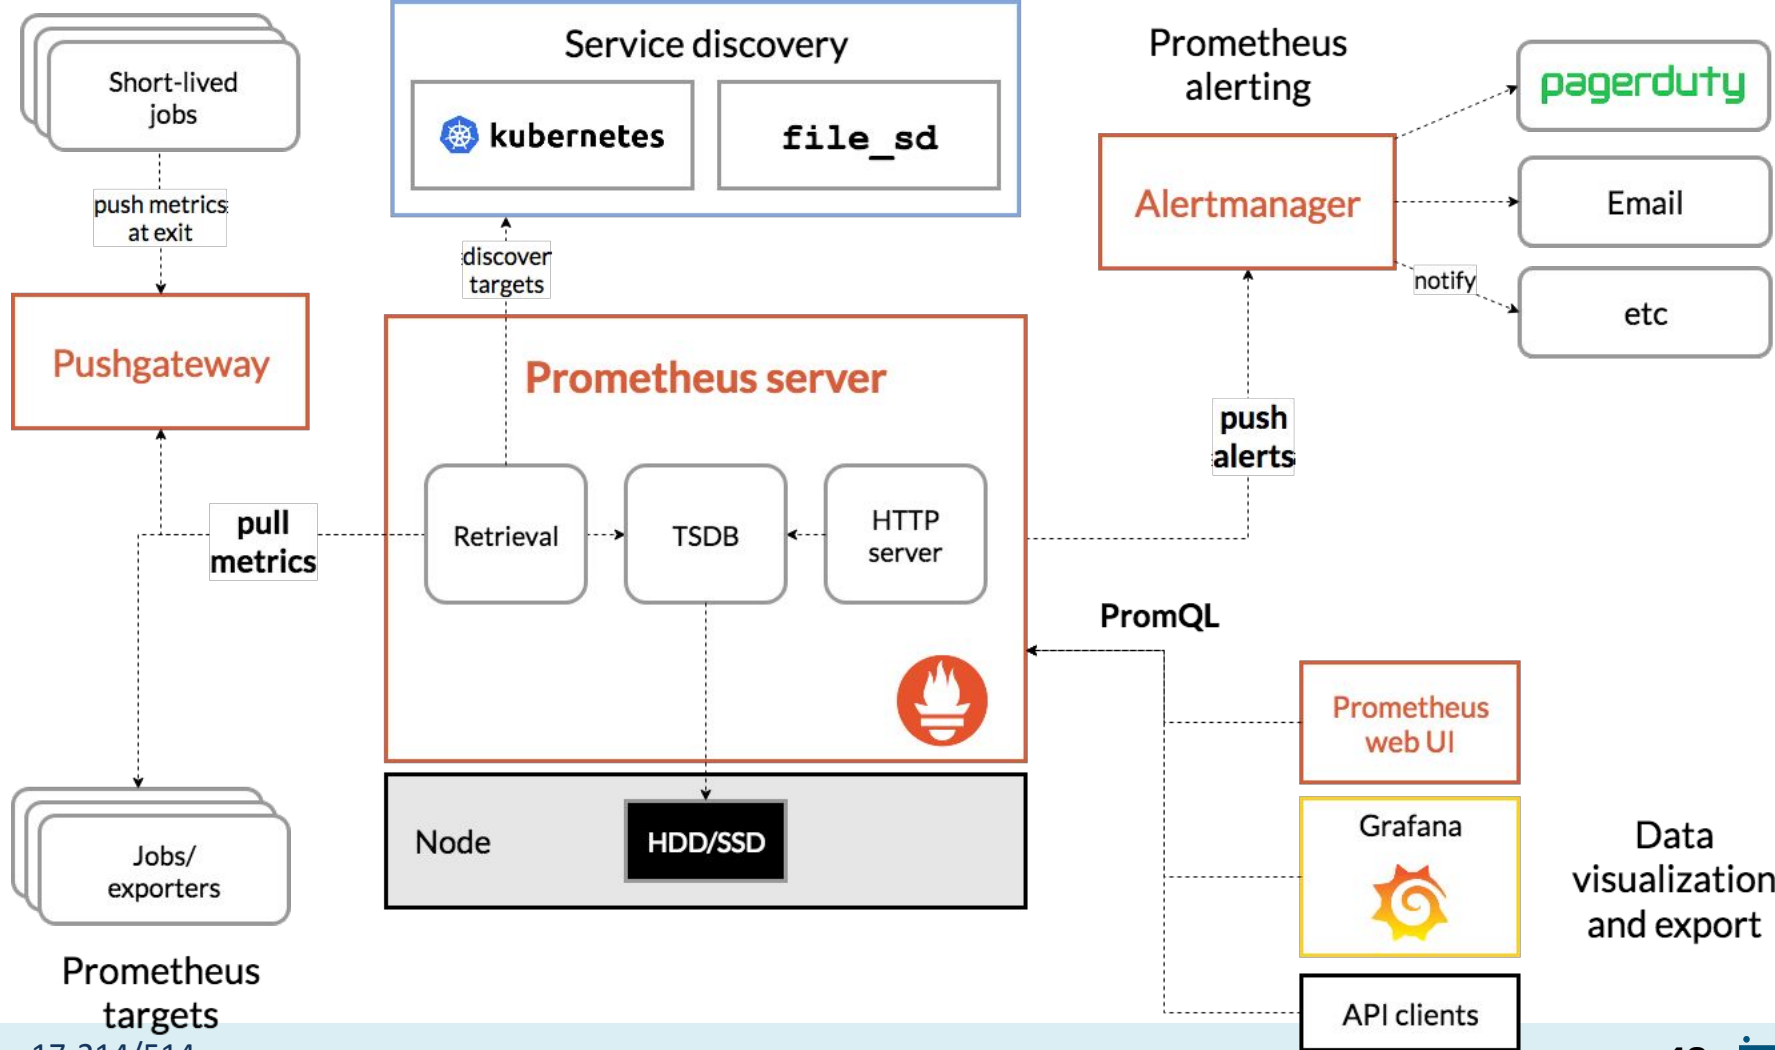 Short-lived
jobs
push metrics
at exit
Pushgateway
pull
metrics
Jobs/
exporters
Prometheus
targets
Service discovery
kubernetes
file_sd
discover
targets
Prometheus server
Retrieval
TSDB
HTTP
server
Node
HDD/SSD
Prometheus
alerting
Alertmanager
pagerduty
Email
notify
etc
push
alerts
PromQL
Prometheus
web UI
Grafana
API clients
Data
visualization
and export